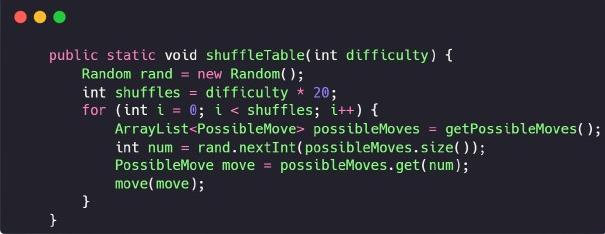 public static void shuffleTable(int difficulty) {
Random rand = new Random();
int shuffles = difficulty * 20;
for (int i = 0; i < shuffles; i++) {
ArrayList<PossibleMove> possibleMoves = getPossibleMoves();
int num = rand.nextInt(possibleMoves.size());
PossibleMove move = possibleMoves.get(num);
move(move);
}
}